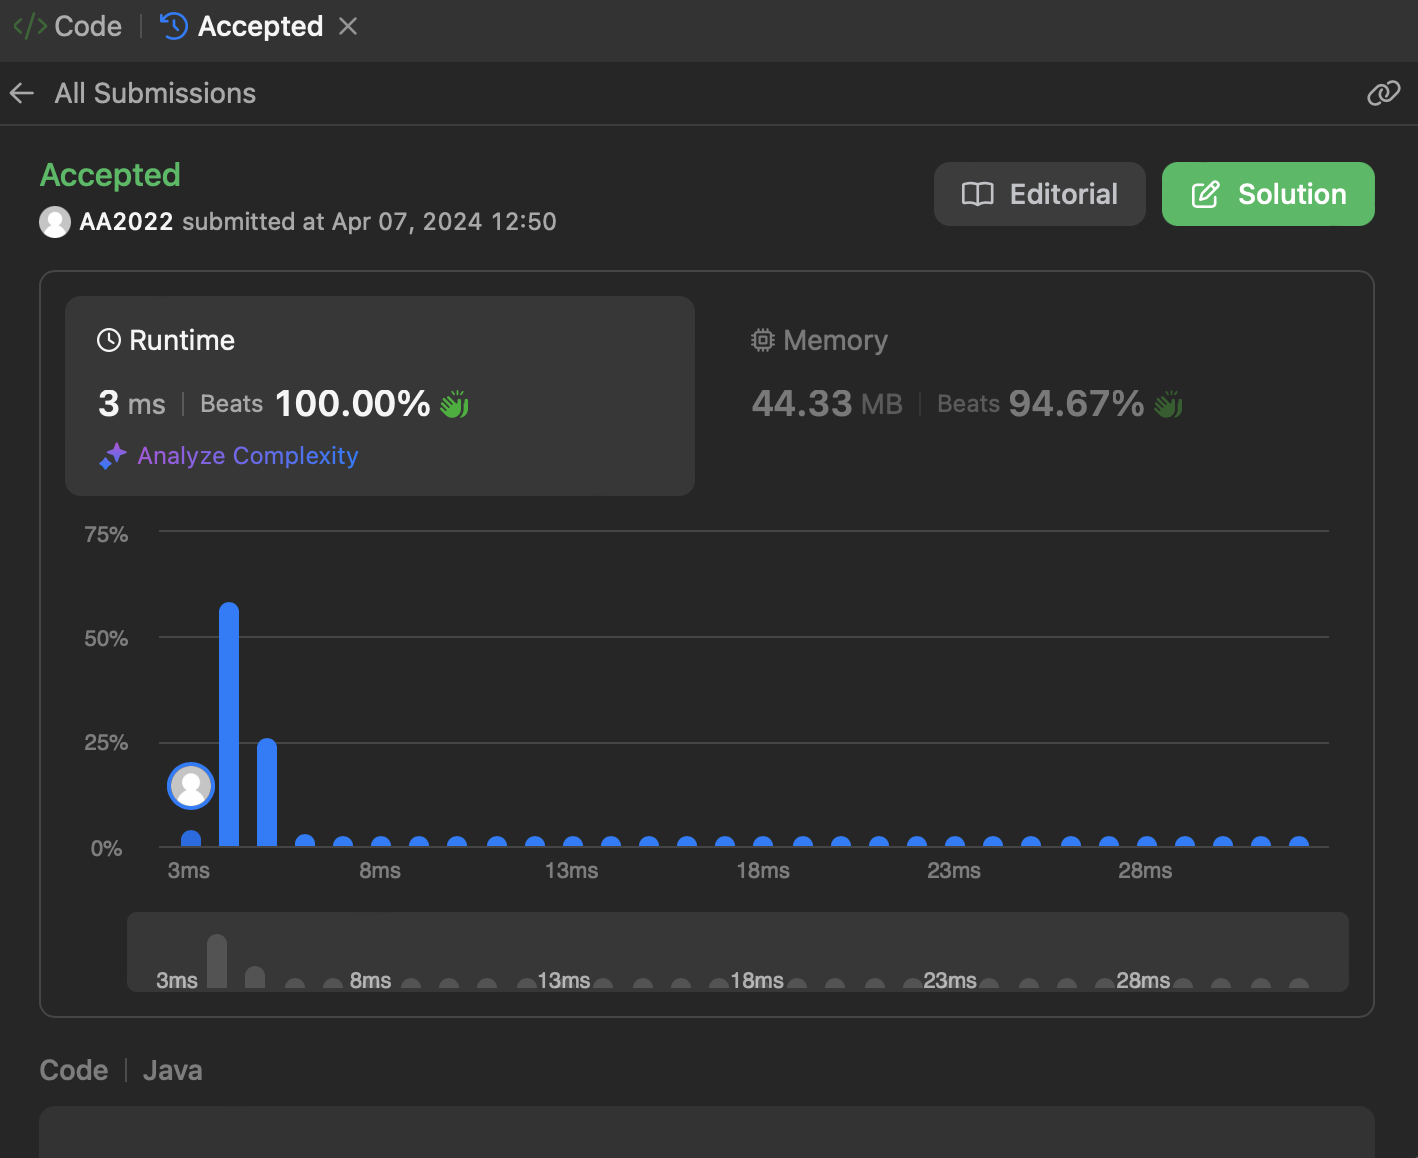 </> Code | Accepted ×
← All Submissions
Accepted
AA2022 submitted at Apr 07, 2024 12:50
Editorial
Solution
Runtime
3 ms | Beats 100.00%
Analyze Complexity
Memory
44.33 MB | Beats 94.67%
75%
50%
25%
0%
3ms 8ms 13ms 18ms 23ms 28ms
3ms 8ms 13ms 18ms 23ms 28ms
Code | Java